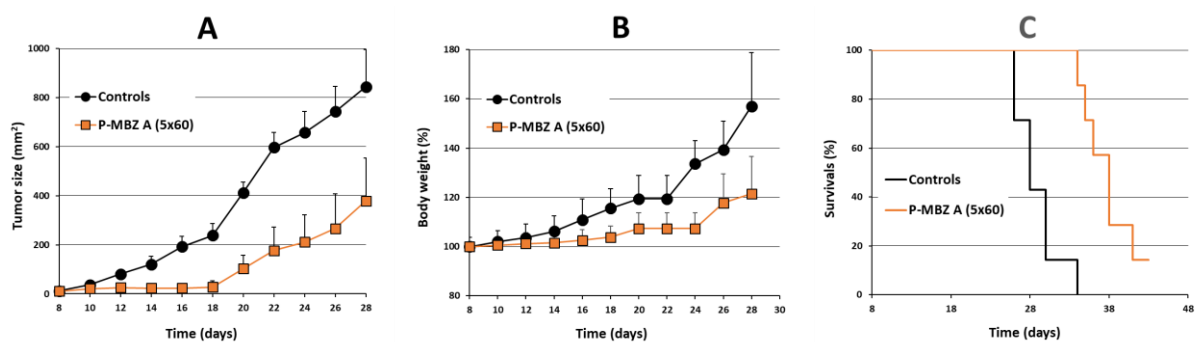 A
Tumor size (mm²)
1000
800
600
400
200
0
Controls
P-MBZ A (5x60)
8 10 12 14 16 18 20 22 24 26 28
Time (days)
B
Body weight (%)
180
160
140
120
100
80
Controls
P-MBZ A (5x60)
8 10 12 14 16 18 20 22 24 26 28 30
Time (days)
C
Survivals (%)
100
80
60
40
20
0
Controls
P-MBZ A (5x60)
8 18 28 38 48
Time (days)